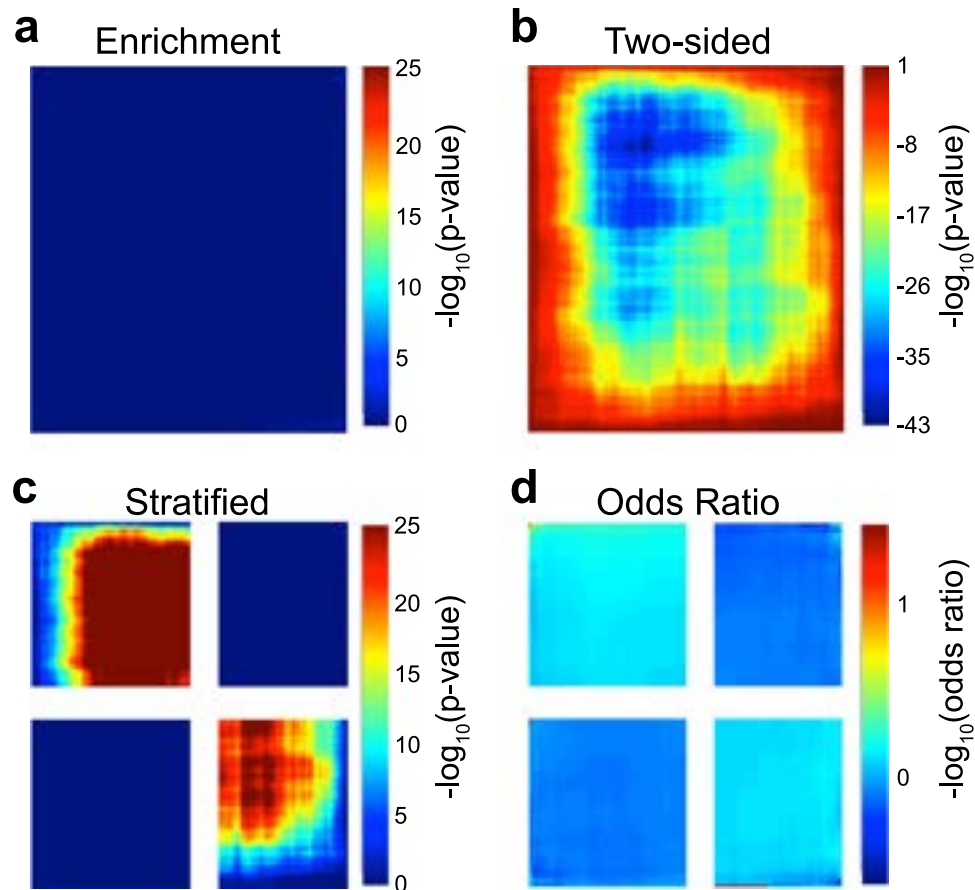 a Enrichment
25
20
15
10
5
0
-log10(p-value)
b Two-sided
1
-8
-17
-26
-35
-43
-log10(p-value)
c Stratified
25
20
15
10
5
0
-log10(p-value)
d Odds Ratio
1
0
-log10(odds ratio)